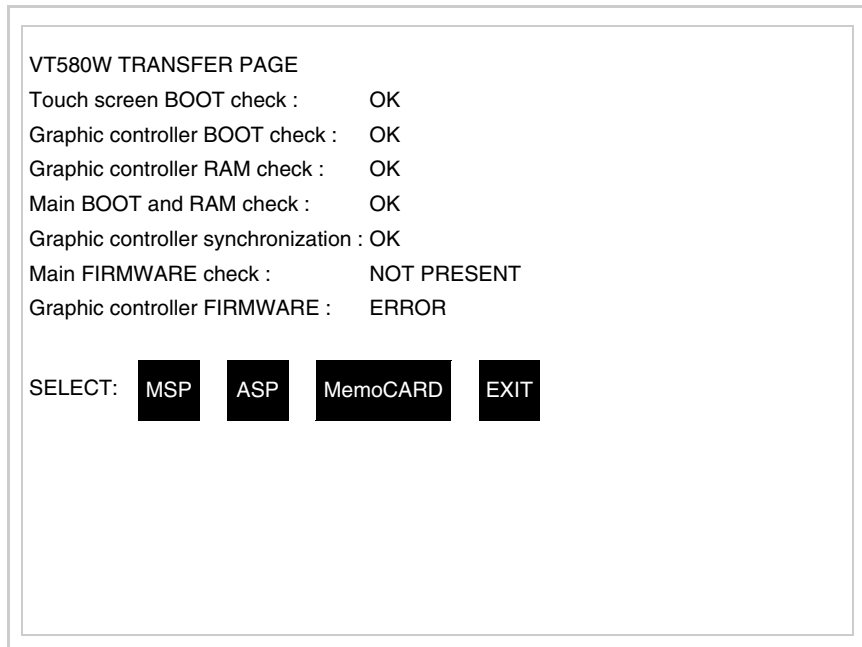 VT580W TRANSFER PAGE
Touch screen BOOT check : OK
Graphic controller BOOT check : OK
Graphic controller RAM check : OK
Main BOOT and RAM check : OK
Graphic controller synchronization : OK
Main FIRMWARE check : NOT PRESENT
Graphic controller FIRMWARE : ERROR
SELECT: MSP ASP MemoCARD EXIT